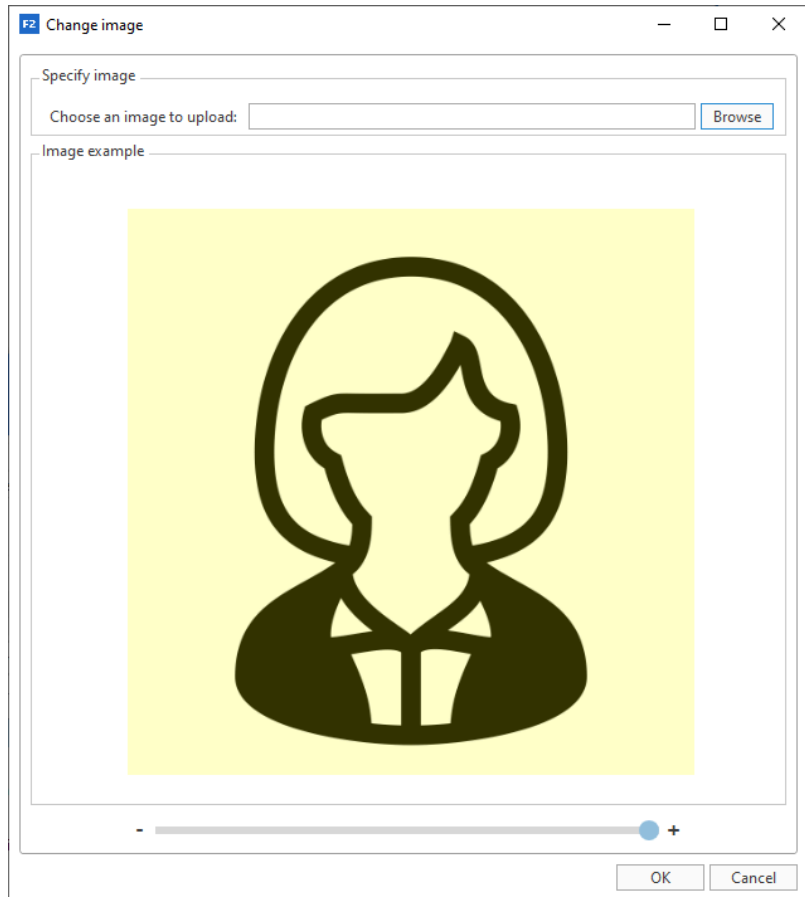 F2 Change image
Specify image
Choose an image to upload: Browse
Image example
- +
OK Cancel